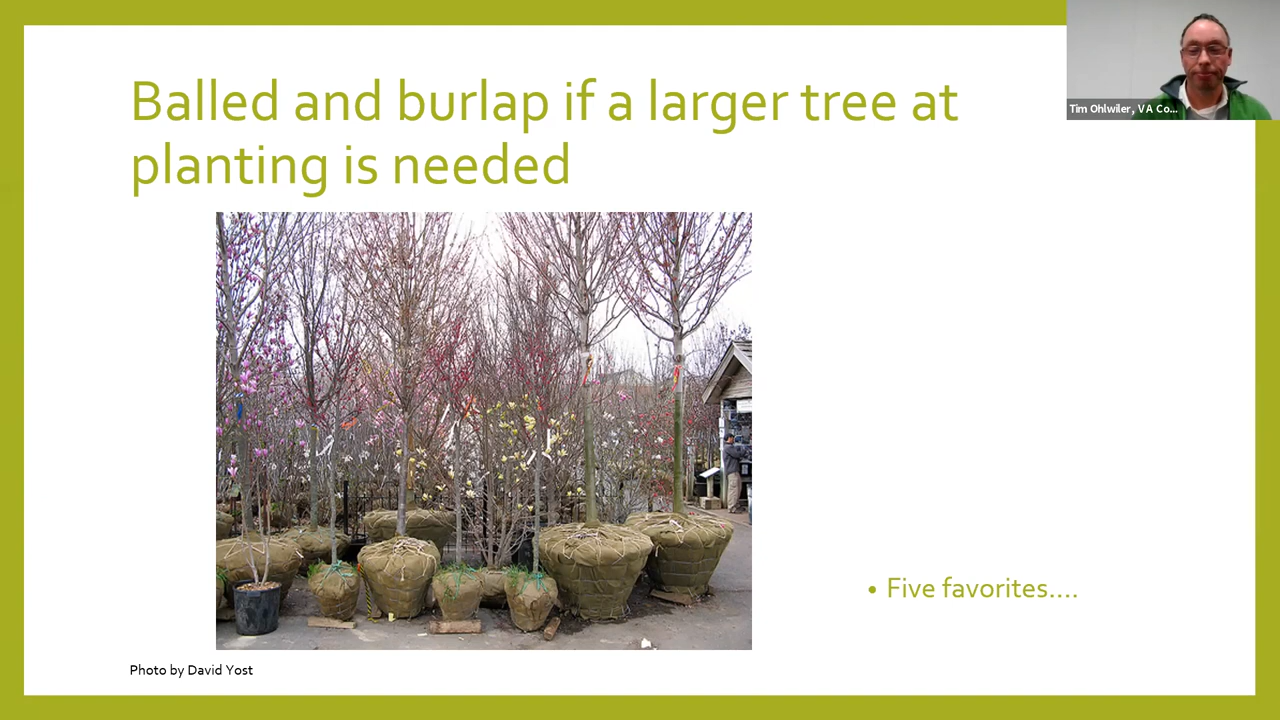 Balled and burlap if a larger tree at
planting is needed
Tim Ohlwiler, VA Co...
• Five favorites....
Photo by David Yost